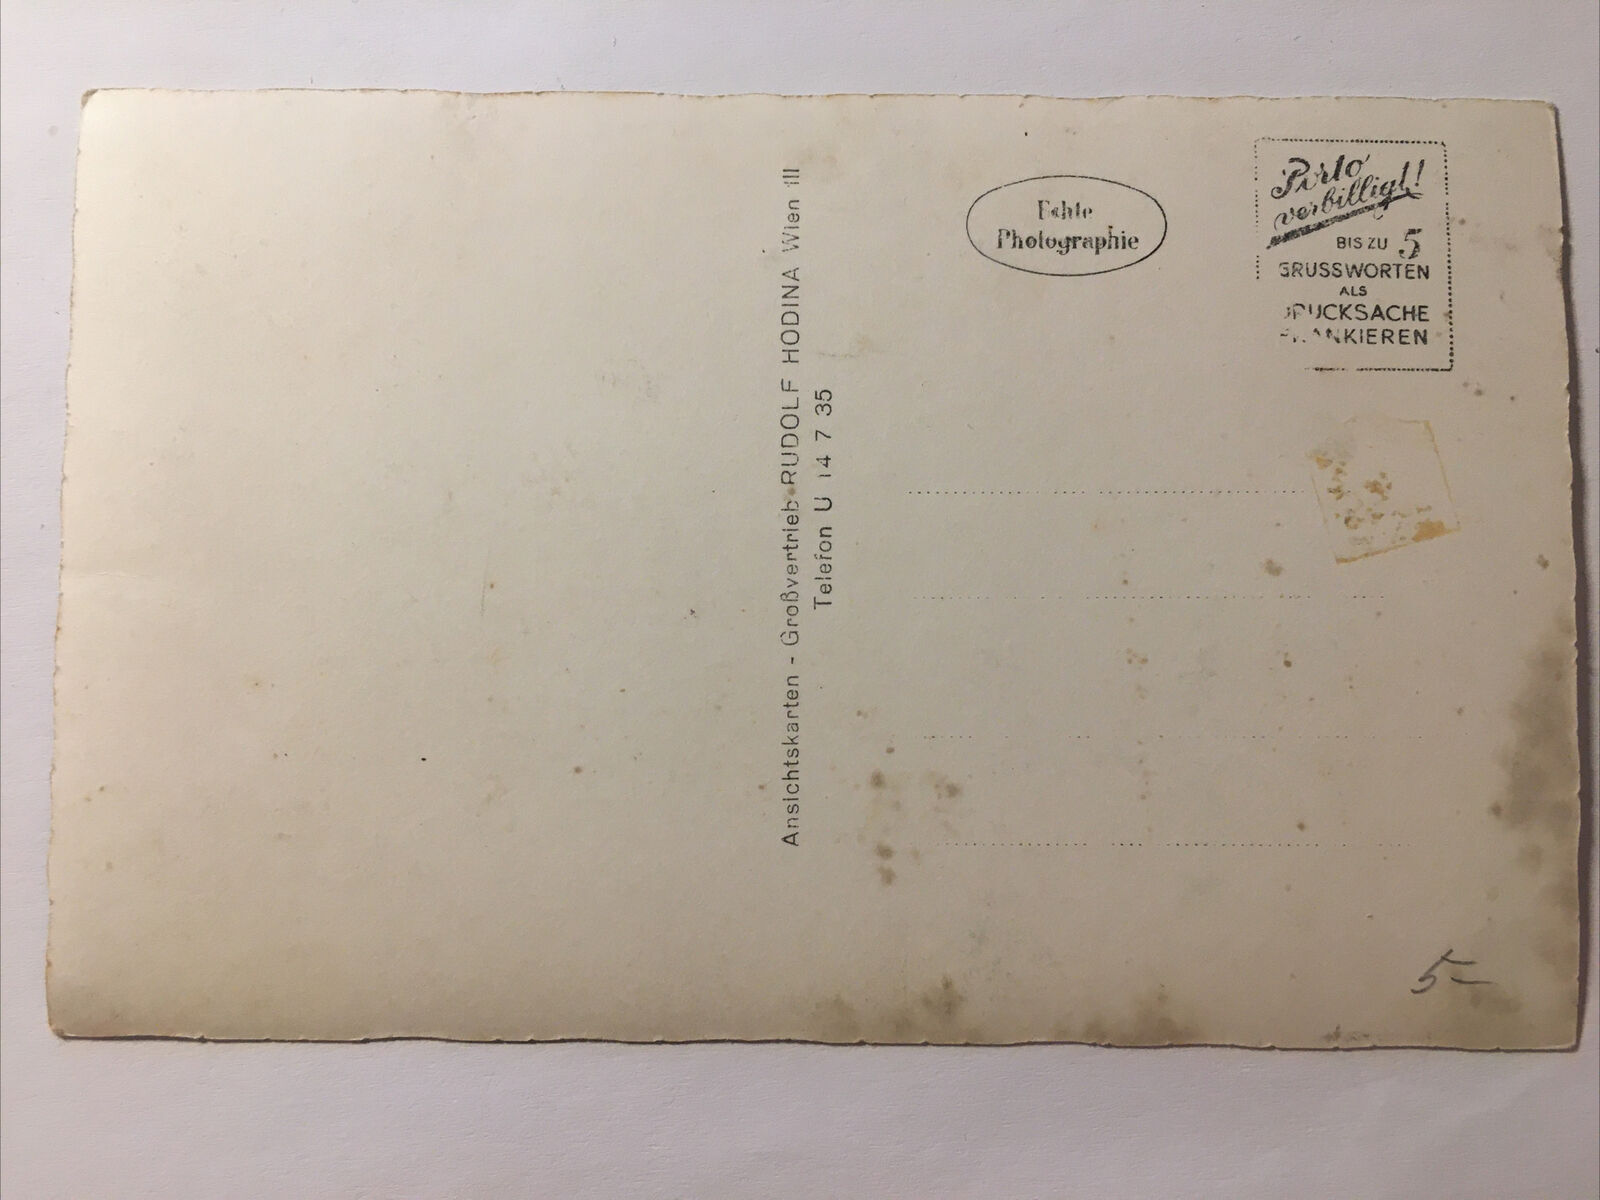 Ansichtskarten - Großvertrieb RUDOLF HODINA Wien III
Telefon U 14 7 35
Echte
Photographie
Porto
verbilligt!
BIS ZU 5
GRUSSWORTEN
ALS
DRUCKSACHE
FRANKIEREN
5-